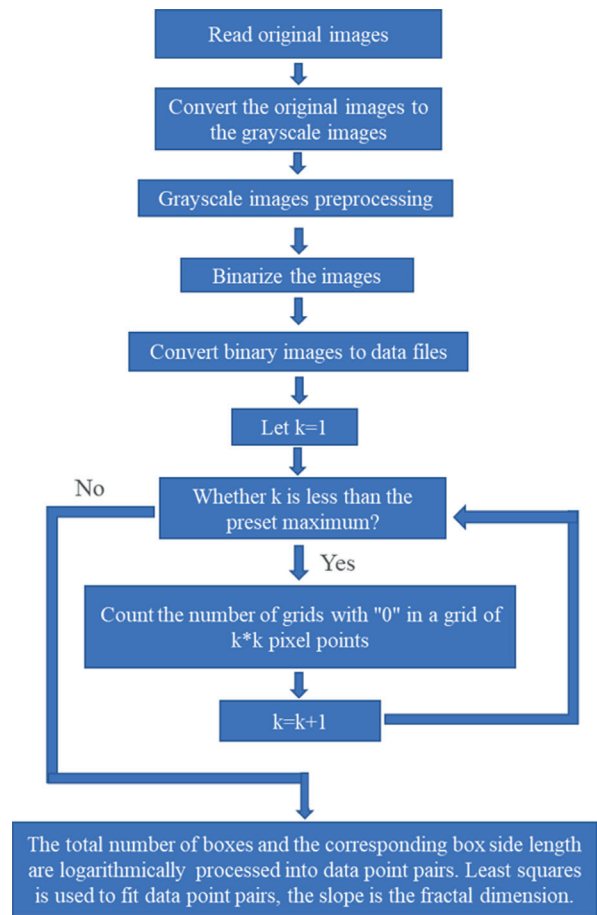 Read original images
Convert the original images to
the grayscale images
Grayscale images preprocessing
Binarize the images
Convert binary images to data files
Let k=1
No
Whether k is less than the
preset maximum?
Yes
Count the number of grids with "0" in a grid of
k*k pixel points
k=k+1
The total number of boxes and the corresponding box side length
are logarithmically processed into data point pairs. Least squares
is used to fit data point pairs, the slope is the fractal dimension.